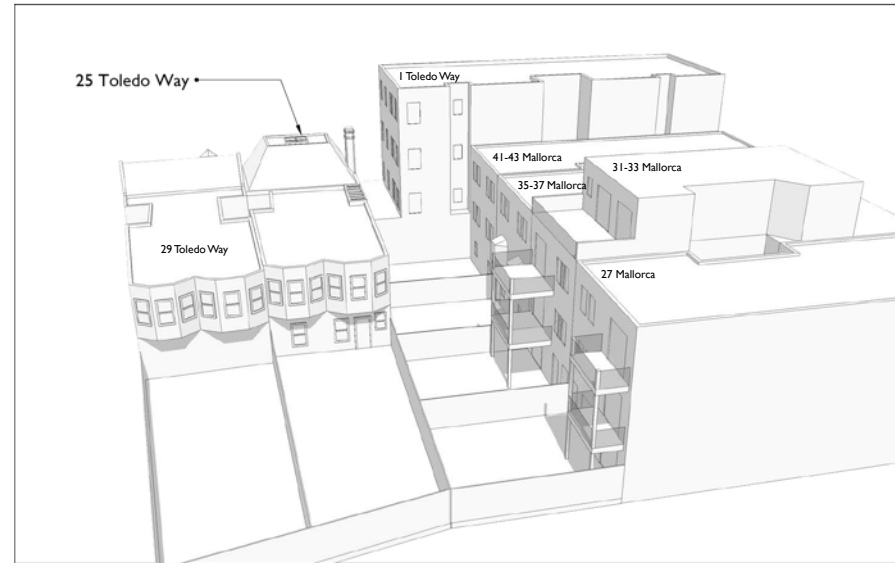 1 Toledo Way
25 Toledo Way
41-43 Mallorca
31-33 Mallorca
35-37 Mallorca
29 Toledo Way
27 Mallorca